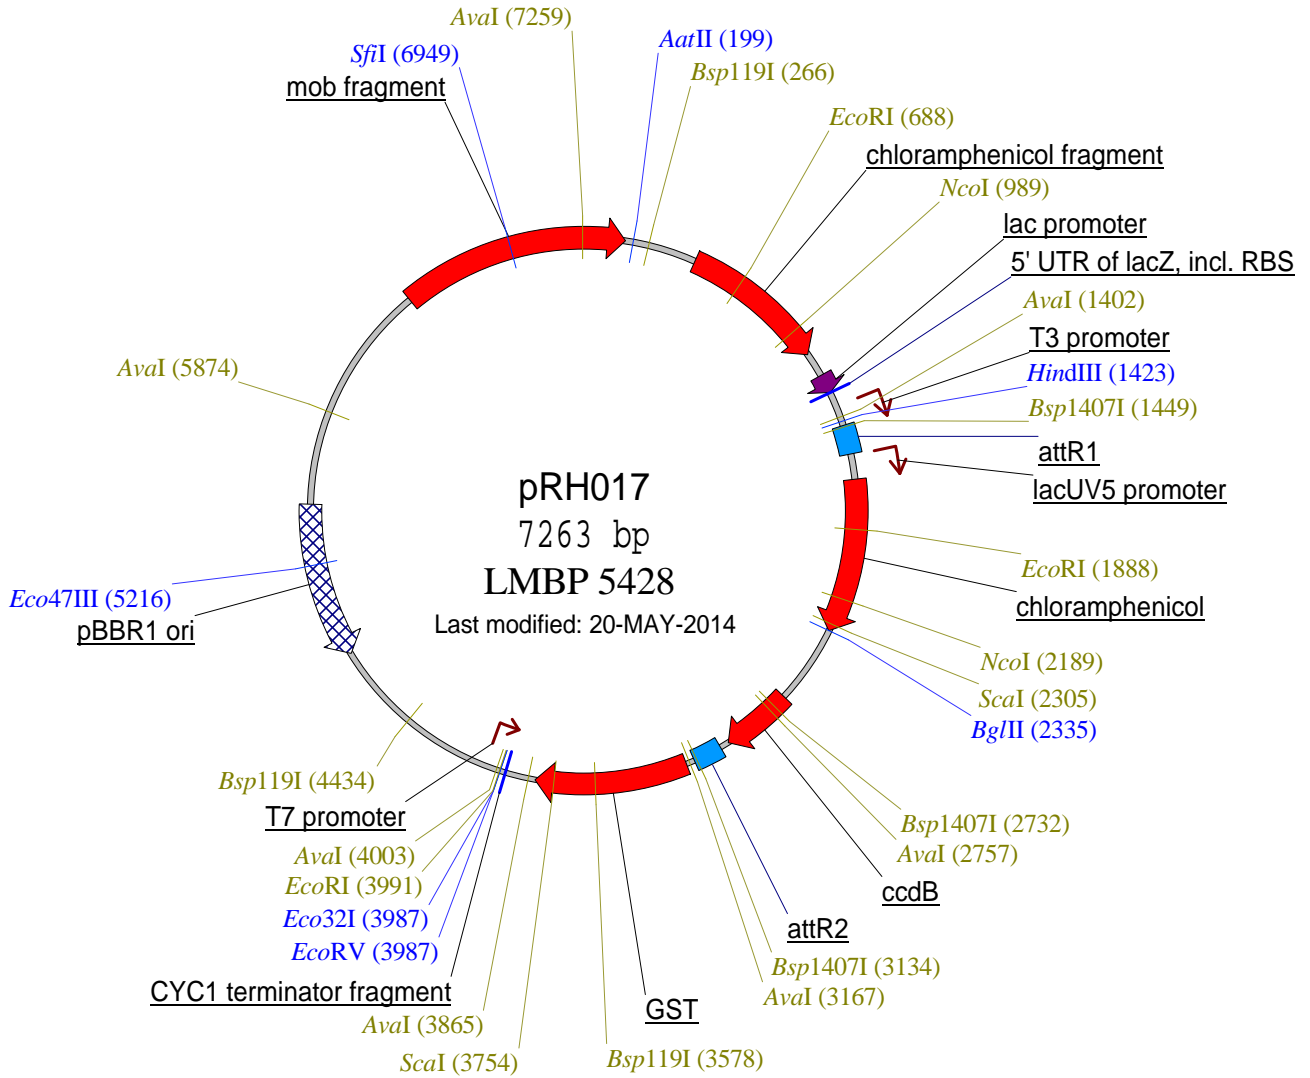 AvaI (7259)
SfiI (6949)
mob fragment
AatII (199)
Bsp119I (266)
EcoRI (688)
chloramphenicol fragment
NcoI (989)
lac promoter
5' UTR of lacZ, incl. RBS
AvaI (1402)
T3 promoter
HindIII (1423)
Bsp1407I (1449)
attR1
lacUV5 promoter
EcoRI (1888)
chloramphenicol
NcoI (2189)
ScaI (2305)
BglII (2335)
Bsp1407I (2732)
AvaI (2757)
ccdB
attR2
Bsp1407I (3134)
AvaI (3167)
GST
Bsp119I (3578)
ScaI (3754)
AvaI (3865)
CYC1 terminator fragment
EcoRV (3987)
Eco32I (3987)
EcoRI (3991)
AvaI (4003)
T7 promoter
Bsp119I (4434)
pBBR1 ori
Eco47III (5216)
AvaI (5874)
pRH017
7263 bp
LMBP 5428
Last modified: 20-MAY-2014